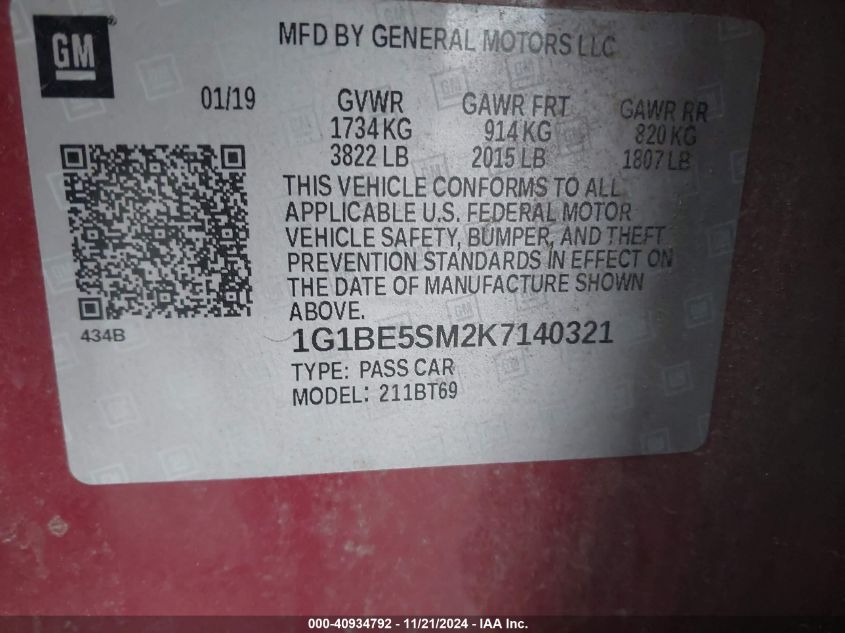 GM
MFD BY GENERAL MOTORS LLC
01/19
GVWR GAWR FRT GAWR RR
1734 KG 914 KG 820 KG
3822 LB 2015 LB 1807 LB
THIS VEHICLE CONFORMS TO ALL
APPLICABLE U.S. FEDERAL MOTOR
VEHICLE SAFETY, BUMPER, AND THEFT
PREVENTION STANDARDS IN EFFECT ON
THE DATE OF MANUFACTURE SHOWN
ABOVE.
434B
1G1BE5SM2K7140321
TYPE: PASS CAR
MODEL: 211BT69
000-40934792 — 11/21/2024 — IAA Inc.